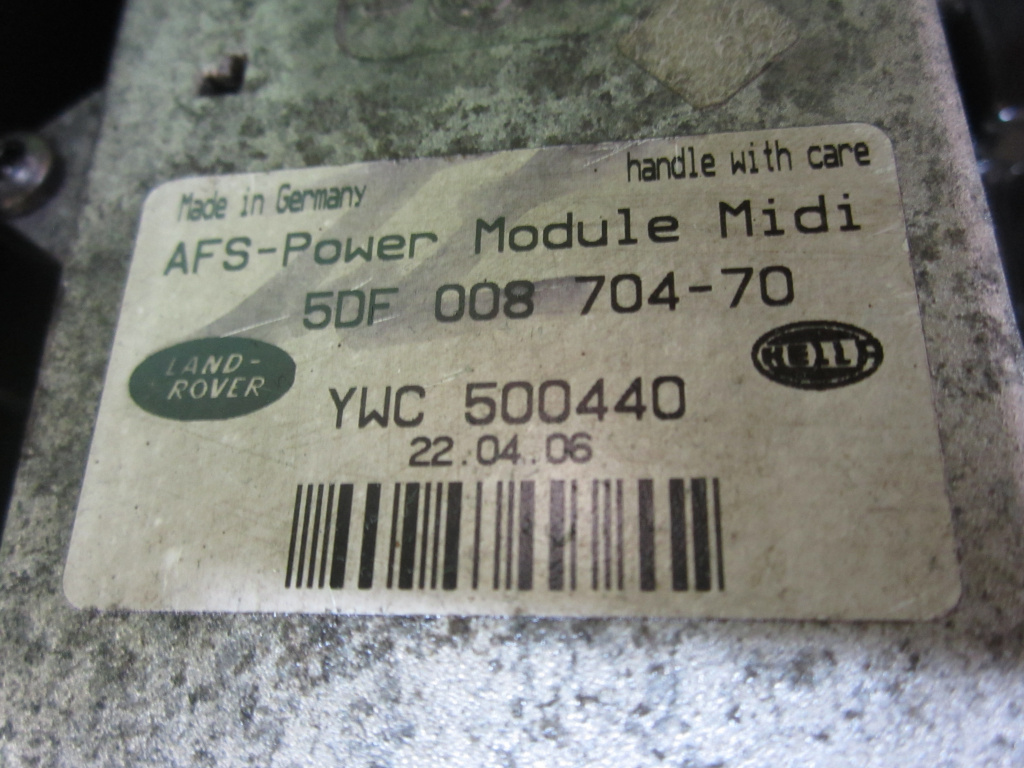 Made in Germany
handle with care
AFS-Power Module Midi
5DF 008 704-70
LAND-
ROVER
HELLA
YWC 500440
22.04.06